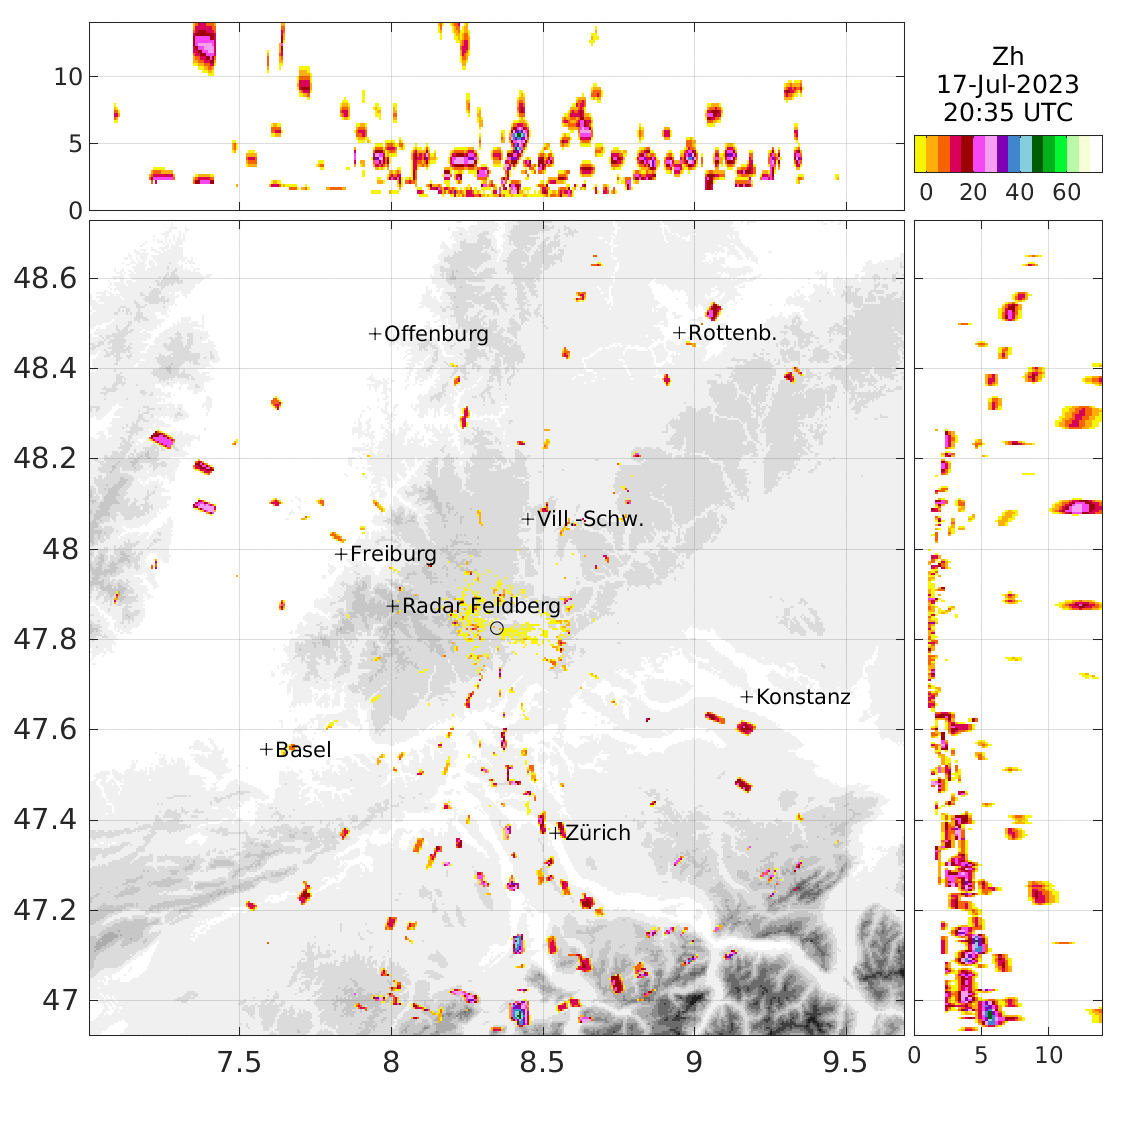 Zh
17-Jul-2023
20:35 UTC
0 20 40 60
10
5
0
48.6
48.4
48.2
48
47.8
47.6
47.4
47.2
47
+Offenburg
+Rottenb.
+Vill.-Schw.
+Freiburg
+Radar Feldberg
+Konstanz
+Basel
+Zürich
7.5 8 8.5 9 9.5
0 5 10